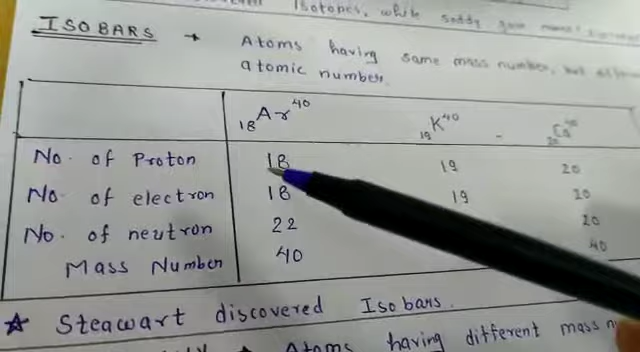 Isotopes, while soddy gave
ISOBARS → Atoms having same mass number, but
atomic number.
₁₈Ar⁴⁰ ₁₉K⁴⁰ - ₂₀Ca⁴⁰
No. of Proton 18 19 20
No. of electron 18 19 20
No. of neutron 22 20
Mass Number 40 40
☆ Steawart discovered Isobars.
Atoms having different mass